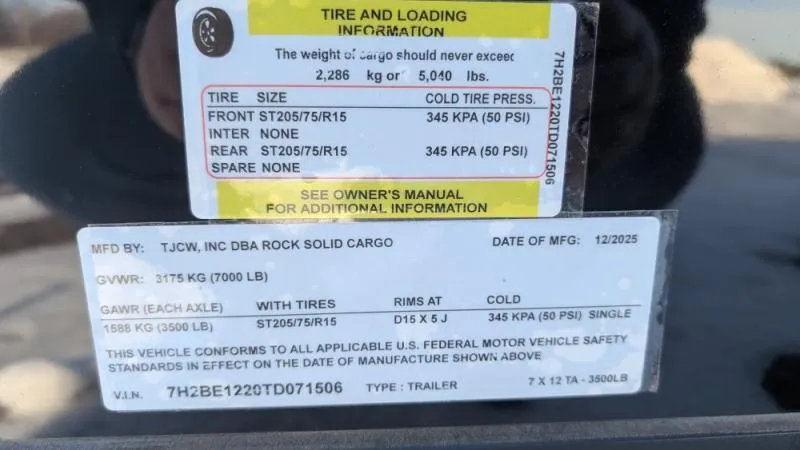 TIRE AND LOADING
INFORMATION
The weight of cargo should never exceed
2,286 kg or 5,040 lbs.
TIRE SIZE COLD TIRE PRESS.
FRONT ST205/75/R15 345 KPA (50 PSI)
INTER NONE
REAR ST205/75/R15 345 KPA (50 PSI)
SPARE NONE
SEE OWNER'S MANUAL
FOR ADDITIONAL INFORMATION
7H2BE1220TD071506
MFD BY: TJCW, INC DBA ROCK SOLID CARGO DATE OF MFG: 12/2025
GVWR: 3175 KG (7000 LB)
GAWR (EACH AXLE) WITH TIRES RIMS AT COLD
1588 KG (3500 LB) ST205/75/R15 D15 X 5 J 345 KPA (50 PSI) SINGLE
THIS VEHICLE CONFORMS TO ALL APPLICABLE U.S. FEDERAL MOTOR VEHICLE SAFETY
STANDARDS IN EFFECT ON THE DATE OF MANUFACTURE SHOWN ABOVE
V.I.N. 7H2BE1220TD071506 TYPE : TRAILER 7 X 12 TA - 3500LB